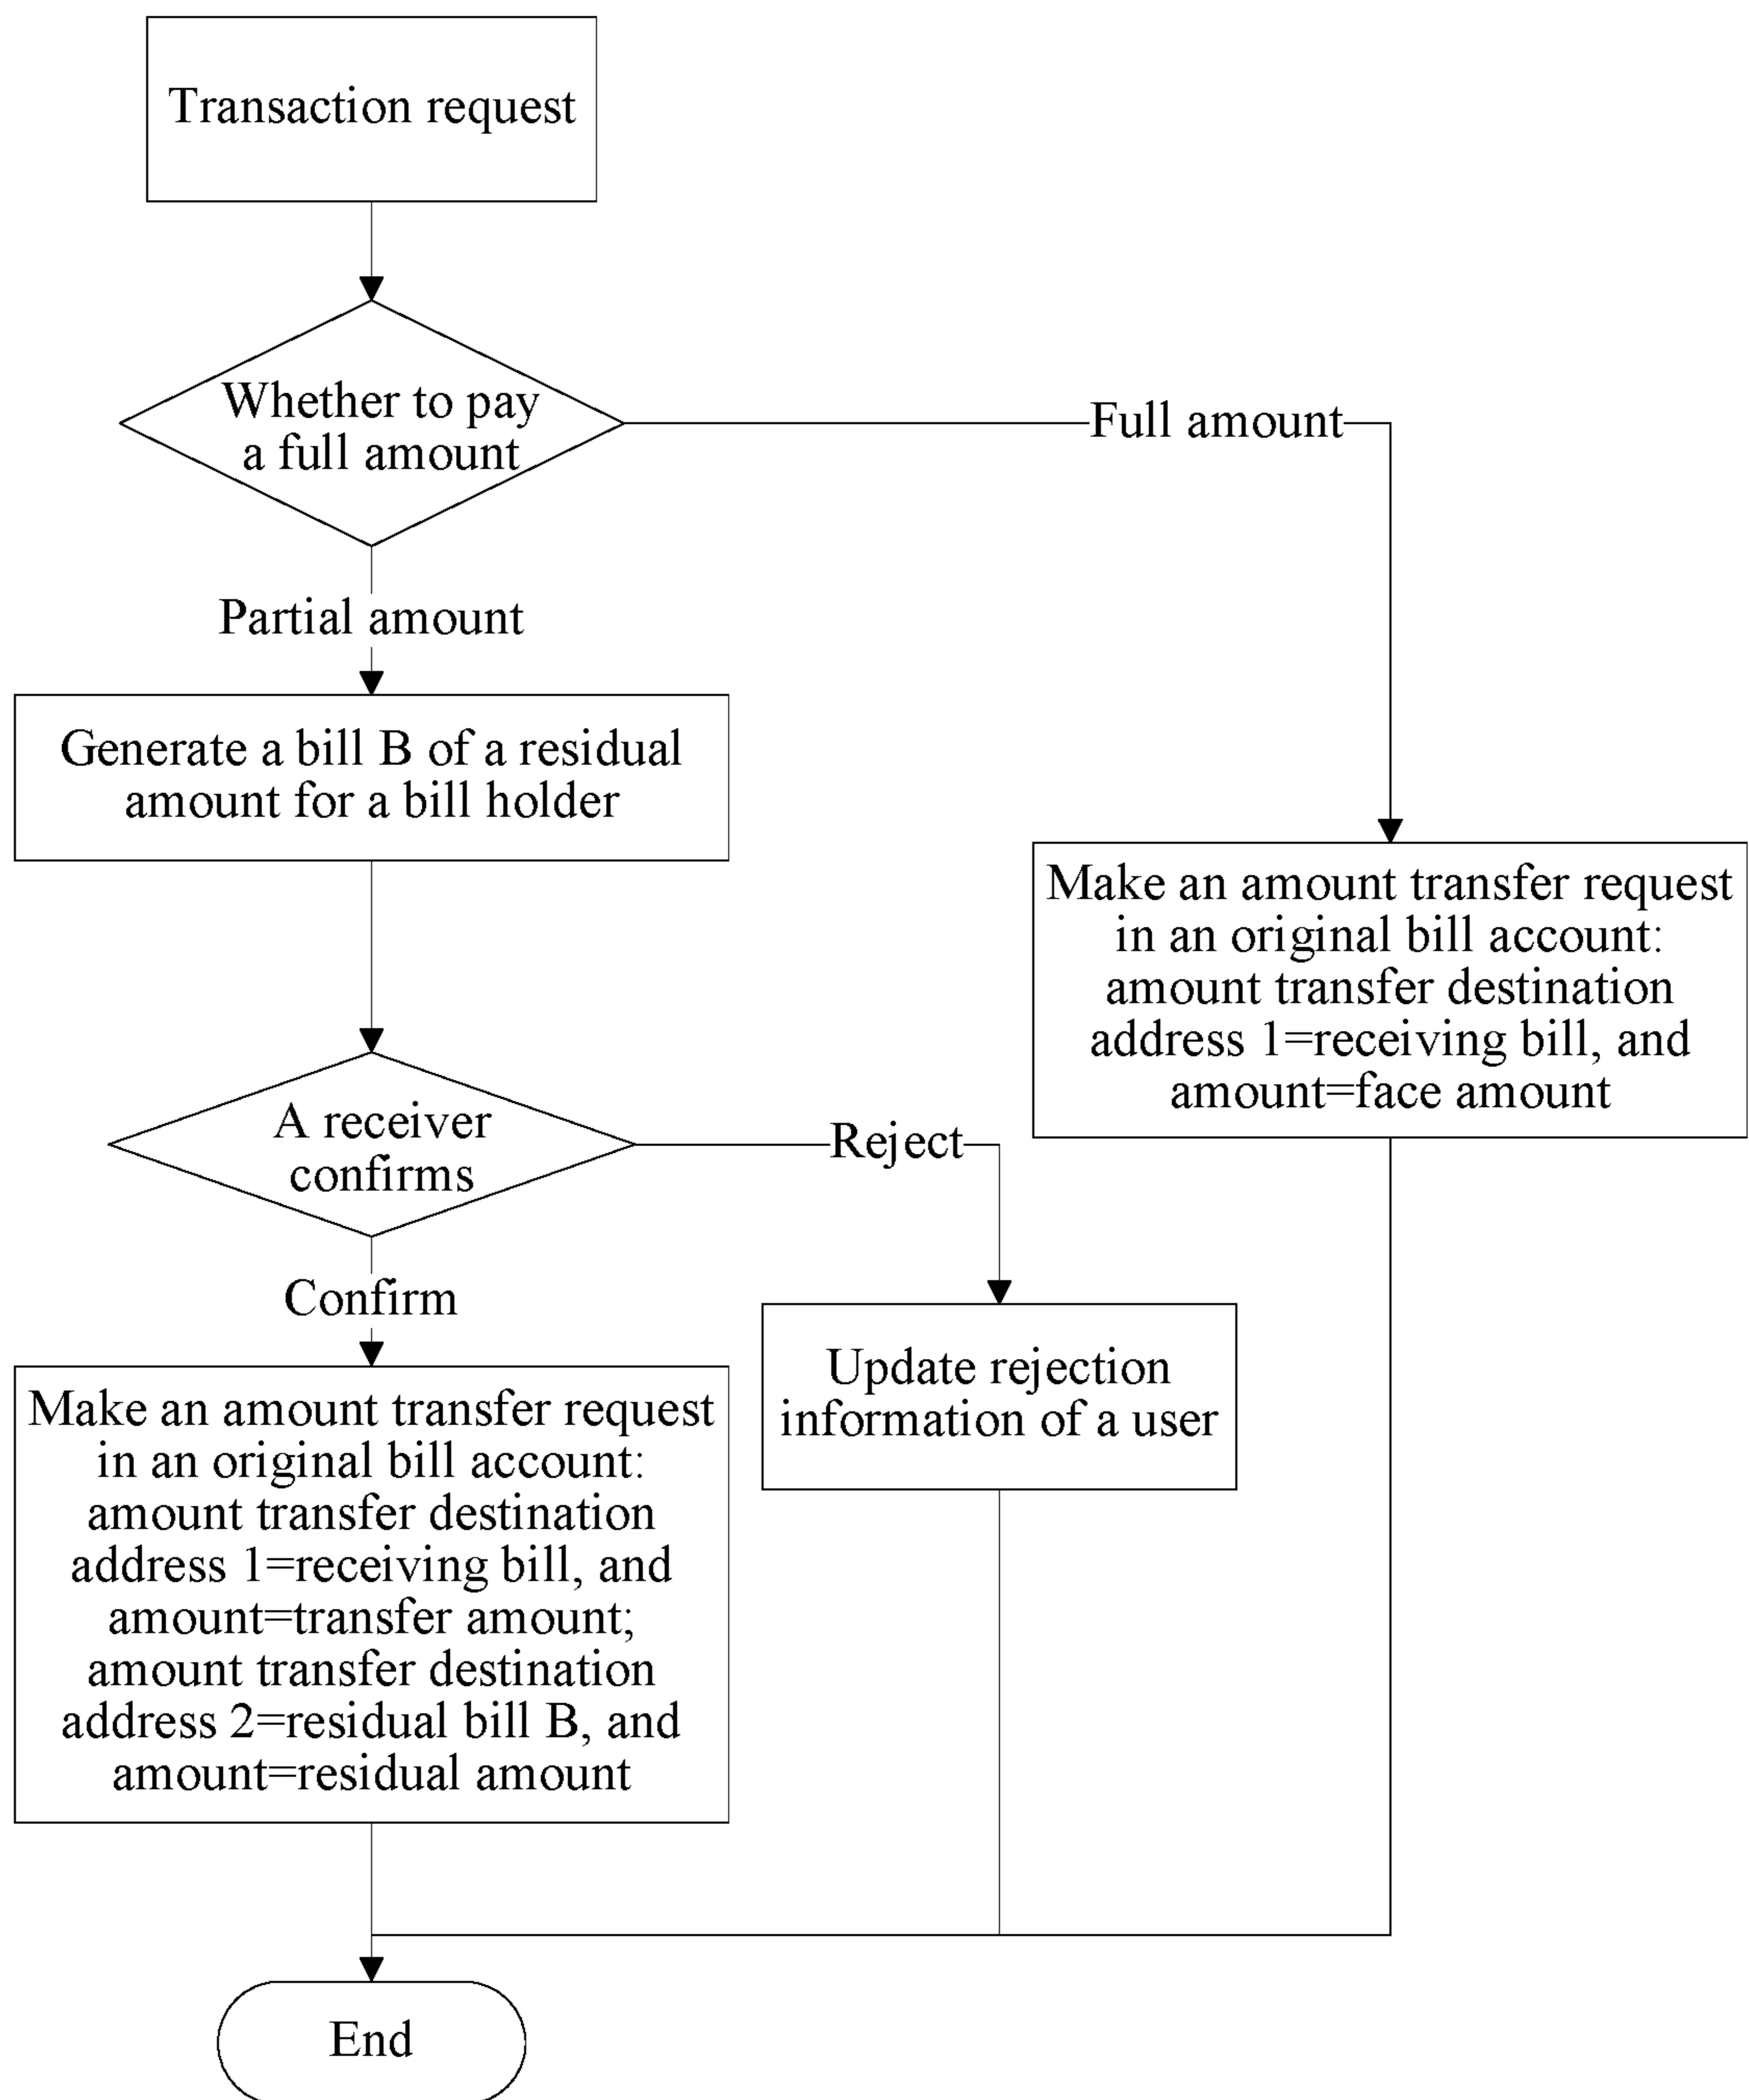 Transaction request
Whether to pay
a full amount
Full amount
Partial amount
Generate a bill B of a residual
amount for a bill holder
Make an amount transfer request
in an original bill account:
amount transfer destination
address 1=receiving bill, and
amount=face amount
A receiver
confirms
Reject
Confirm
Update rejection
information of a user
Make an amount transfer request
in an original bill account:
amount transfer destination
address 1=receiving bill, and
amount=transfer amount;
amount transfer destination
address 2=residual bill B, and
amount=residual amount
End